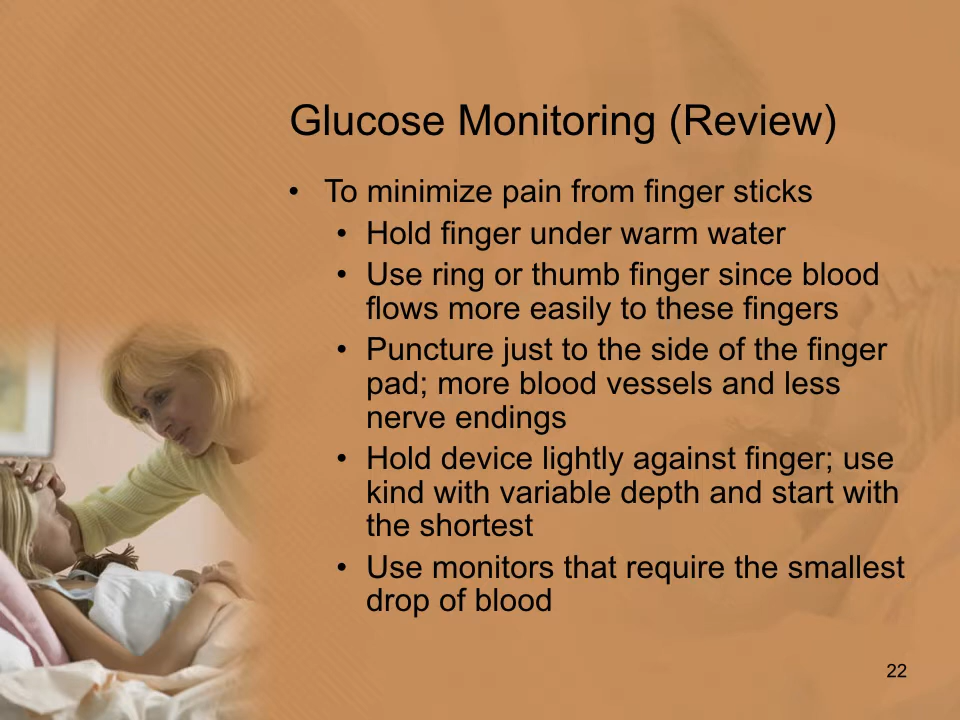 Glucose Monitoring (Review)
• To minimize pain from finger sticks
• Hold finger under warm water
• Use ring or thumb finger since blood
flows more easily to these fingers
• Puncture just to the side of the finger
pad; more blood vessels and less
nerve endings
• Hold device lightly against finger; use
kind with variable depth and start with
the shortest
• Use monitors that require the smallest
drop of blood
22